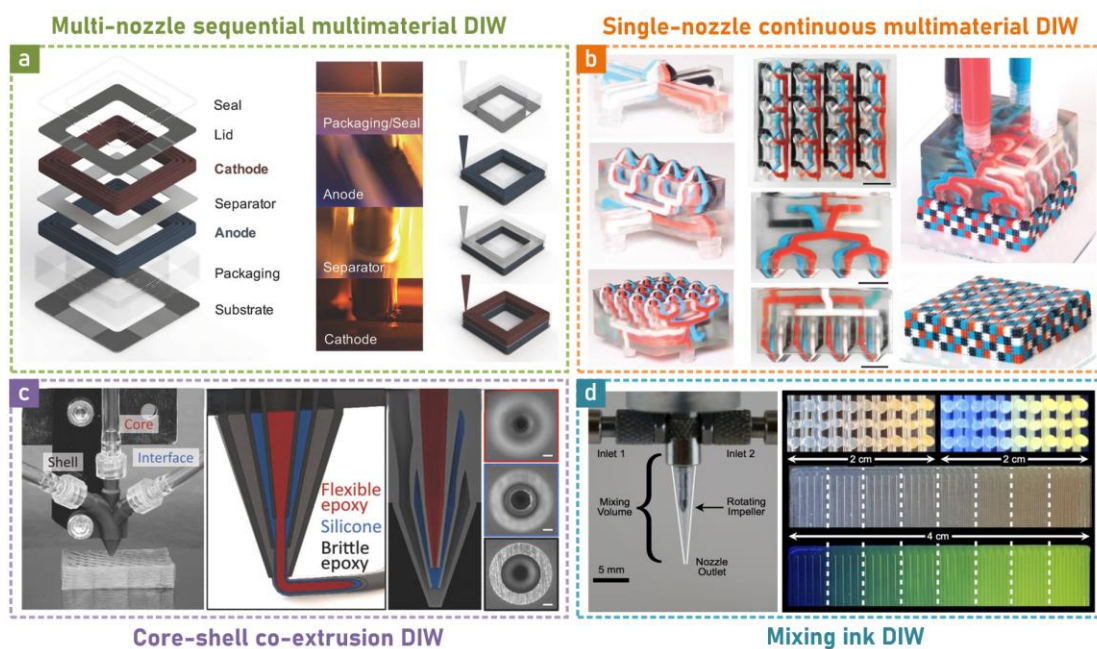 Multi-nozzle sequential multimaterial DIW
Single-nozzle continuous multimaterial DIW
a
Seal
Lid
Cathode
Separator
Anode
Packaging
Substrate
Packaging/Seal
Anode
Separator
Cathode
b
c
Core
Shell
Interface
Flexible
epoxy
Silicone
Brittle
epoxy
d
Inlet 1
Inlet 2
Mixing
Volume
Rotating
Impeller
Nozzle
Outlet
5 mm
2 cm
2 cm
4 cm
Core-shell co-extrusion DIW
Mixing ink DIW